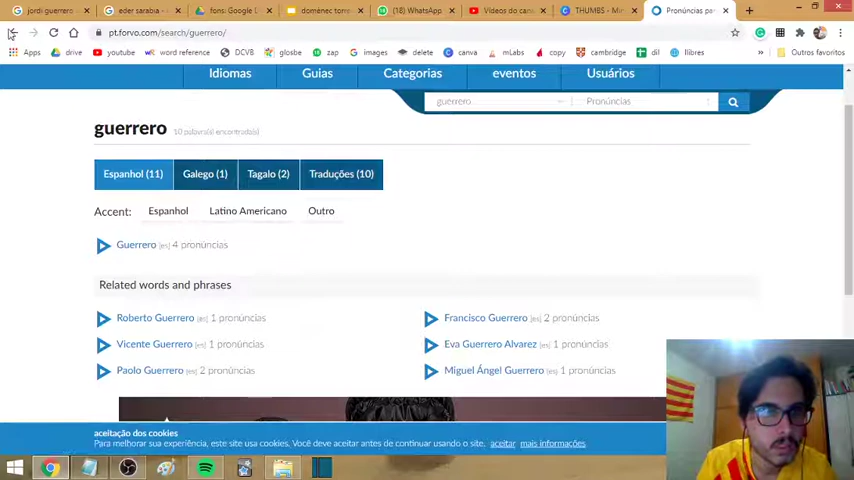 jordi guerrero
eder sarabia -
fons: Google
domènec torre
(18) WhatsApp
Vídeos do can
THUMBS - Mi
Pronúncias par
pt.forvo.com/search/guerrero/
Apps drive youtube word reference DCVB glosbe zap images delete canva mLabs copy cambridge dil llibres Outros favoritos
Idiomas Guias Categorias eventos Usuários
guerrero Pronúncias
guerrero 10 palavra(s) encontrada(s)
Espanhol (11) Galego (1) Tagalo (2) Traduções (10)
Accent: Espanhol Latino Americano Outro
Guerrero [es] 4 pronúncias
Related words and phrases
Roberto Guerrero [es] 1 pronúncias
Francisco Guerrero [es] 2 pronúncias
Vicente Guerrero [es] 1 pronúncias
Eva Guerrero Alvarez [es] 1 pronúncias
Paolo Guerrero [es] 2 pronúncias
Miguel Ángel Guerrero [es] 1 pronúncias
aceitação dos cookies
Para melhorar sua experiência, este site usa cookies. Você deve aceitar antes de continuar usando o site. aceitar mais informações